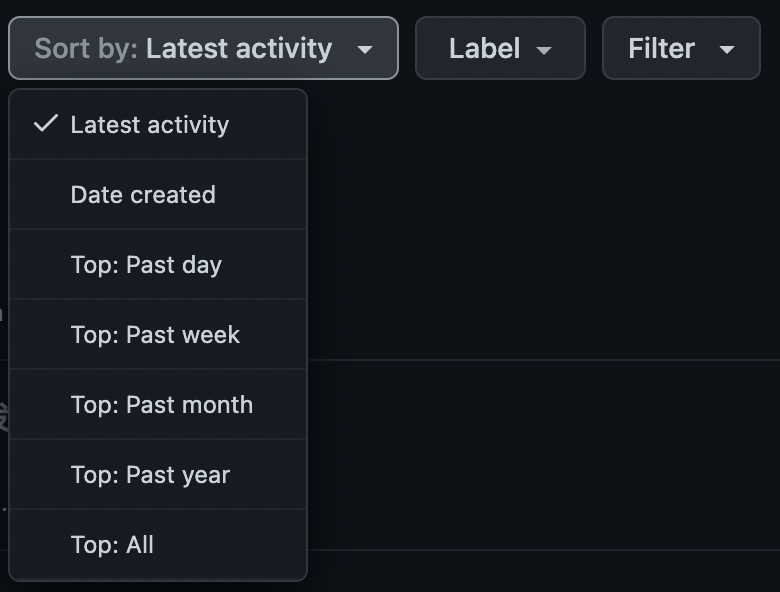 Sort by: Latest activity
Label
Filter
Latest activity
Date created
Top: Past day
Top: Past week
Top: Past month
Top: Past year
Top: All